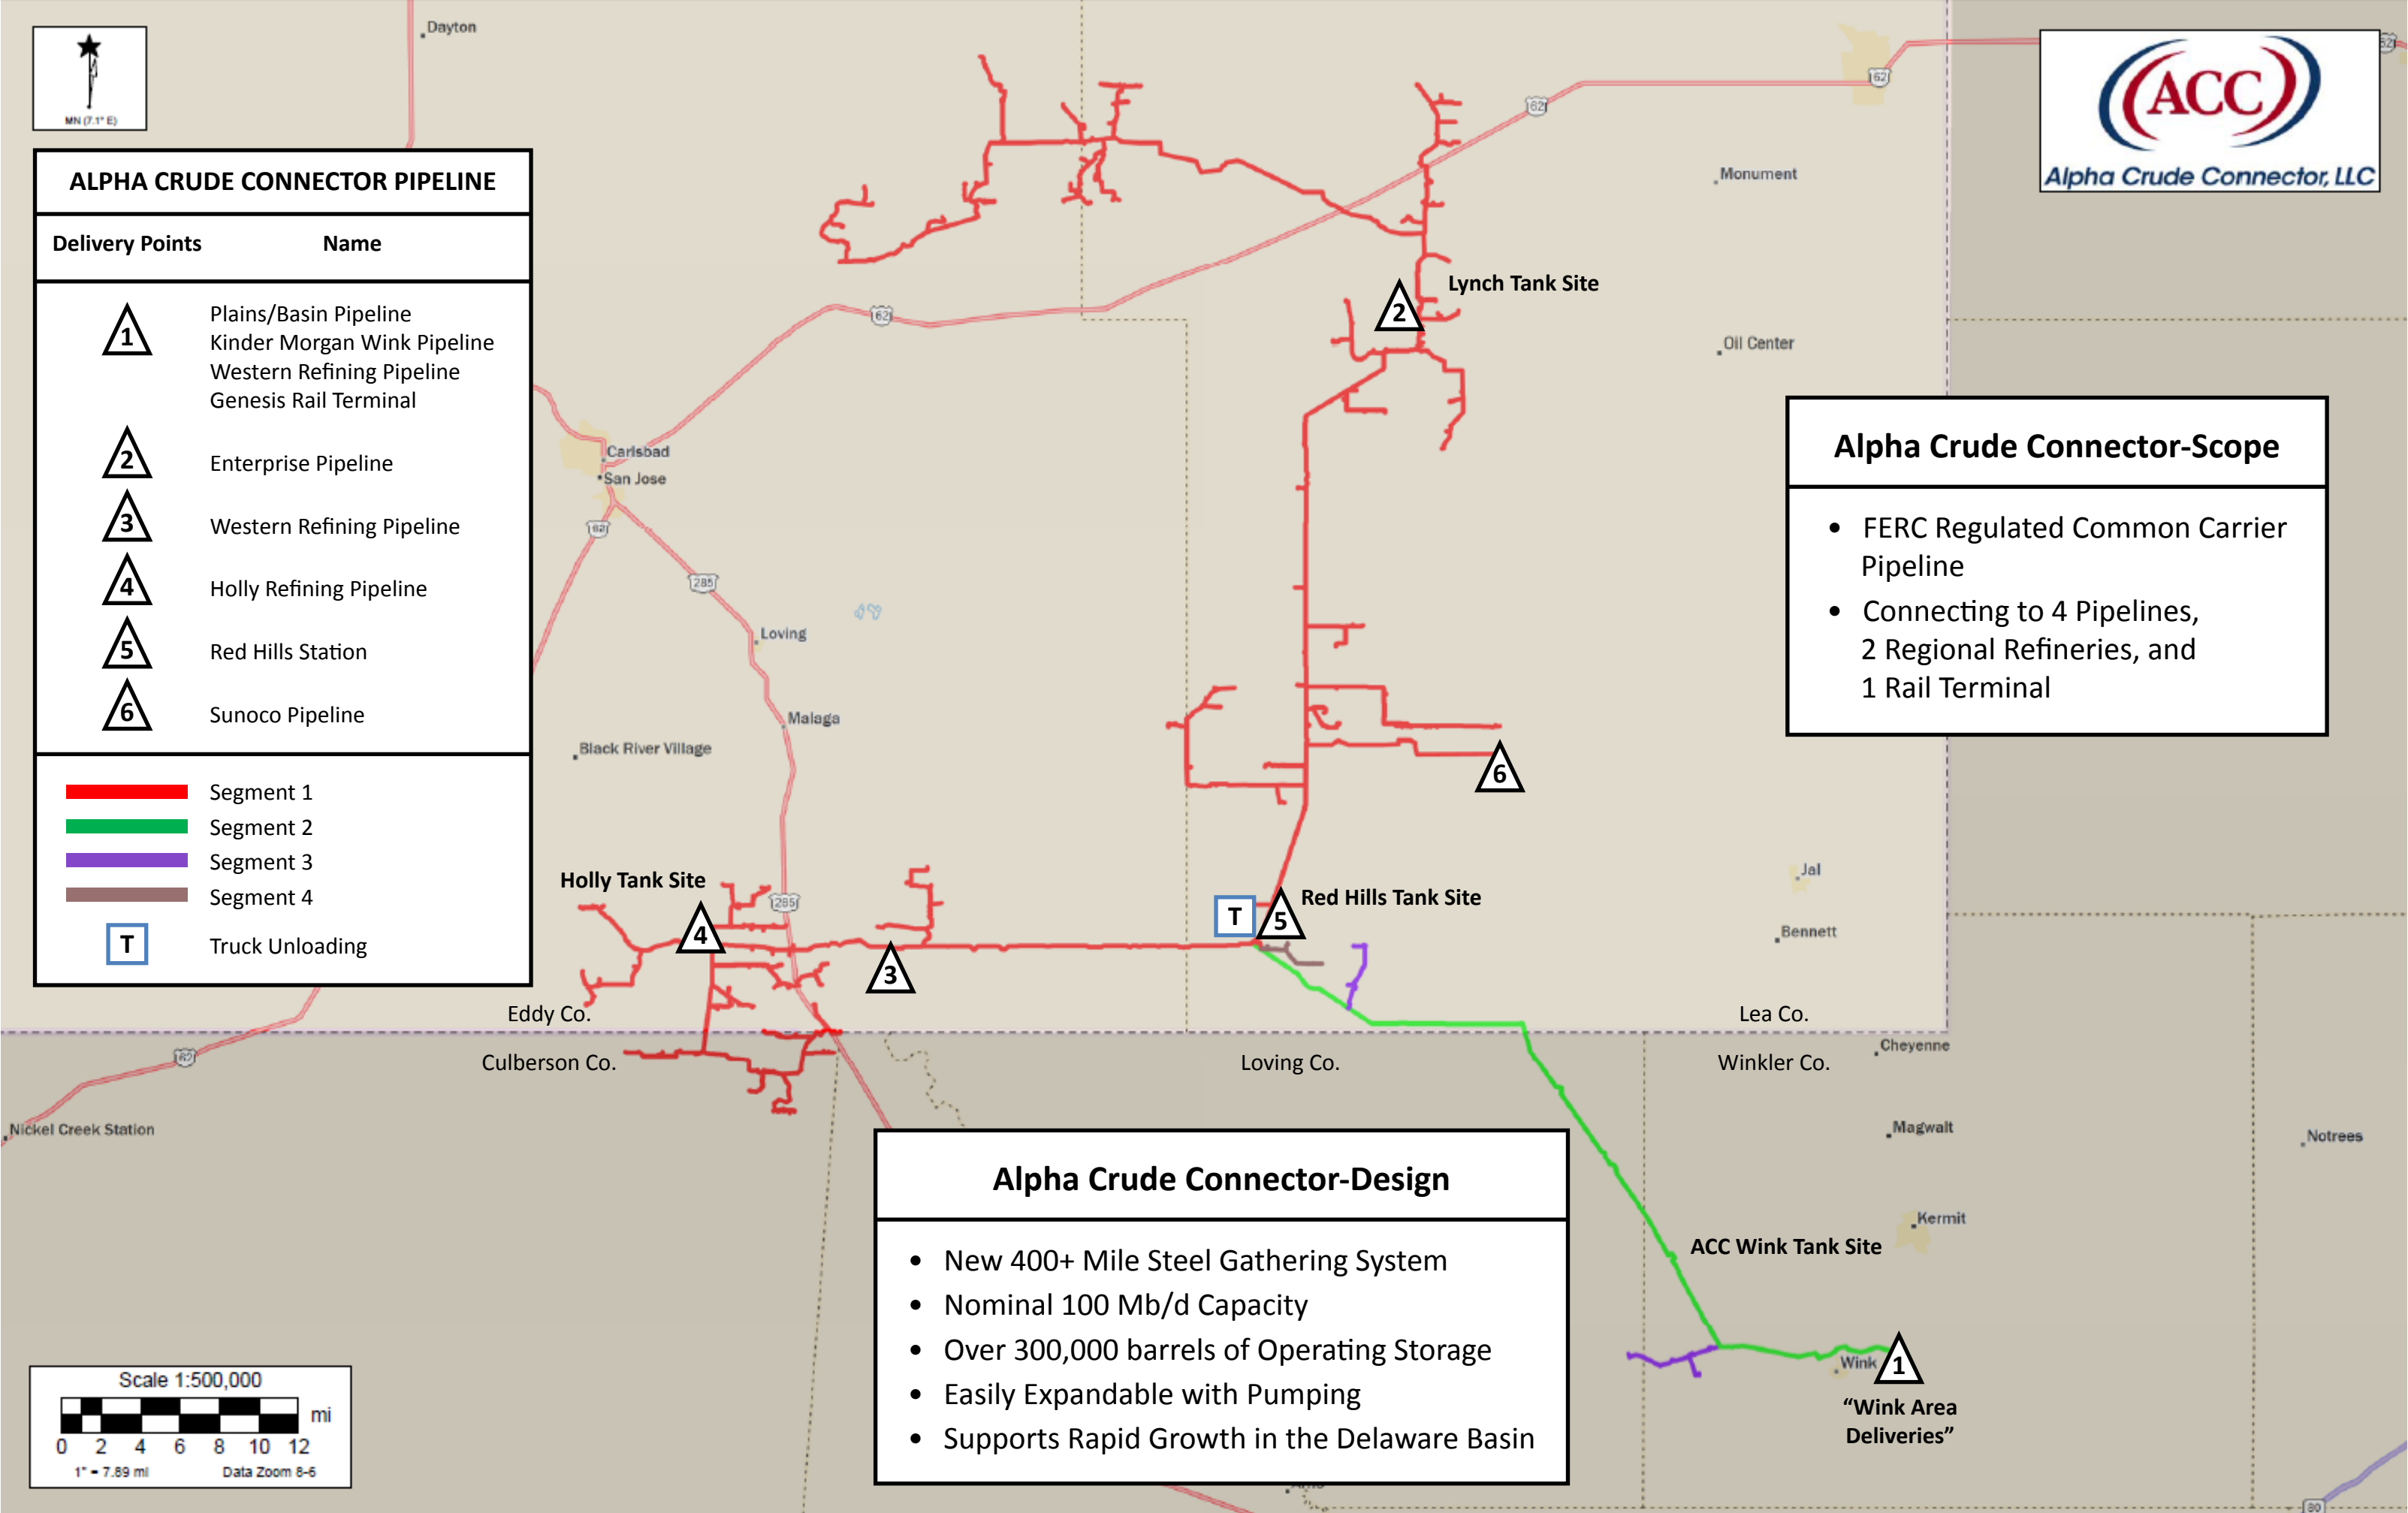 Dayton
MN (7.1° E)
62
62
62
ACC
Alpha Crude Connector, LLC
ALPHA CRUDE CONNECTOR PIPELINE
Delivery Points Name
1 Plains/Basin Pipeline
Kinder Morgan Wink Pipeline
Western Refining Pipeline
Genesis Rail Terminal
2 Enterprise Pipeline
3 Western Refining Pipeline
4 Holly Refining Pipeline
5 Red Hills Station
6 Sunoco Pipeline
Segment 1
Segment 2
Segment 3
Segment 4
T Truck Unloading
Monument
Lynch Tank Site
2
62
Oil Center
Carlsbad
San Jose
62
285
Loving
Malaga
Black River Village
6
Alpha Crude Connector-Scope
• FERC Regulated Common Carrier
Pipeline
• Connecting to 4 Pipelines,
2 Regional Refineries, and
1 Rail Terminal
Holly Tank Site
285
4
3
T
5
Red Hills Tank Site
Jal
Bennett
Eddy Co.
Lea Co.
Culberson Co.
Loving Co.
Winkler Co.
Cheyenne
62
Nickel Creek Station
Magwalt
Notrees
Kermit
ACC Wink Tank Site
Wink
1
“Wink Area
Deliveries”
Alpha Crude Connector-Design
• New 400+ Mile Steel Gathering System
• Nominal 100 Mb/d Capacity
• Over 300,000 barrels of Operating Storage
• Easily Expandable with Pumping
• Supports Rapid Growth in the Delaware Basin
Scale 1:500,000
mi
0 2 4 6 8 10 12
1" = 7.89 mi Data Zoom 8-6
80